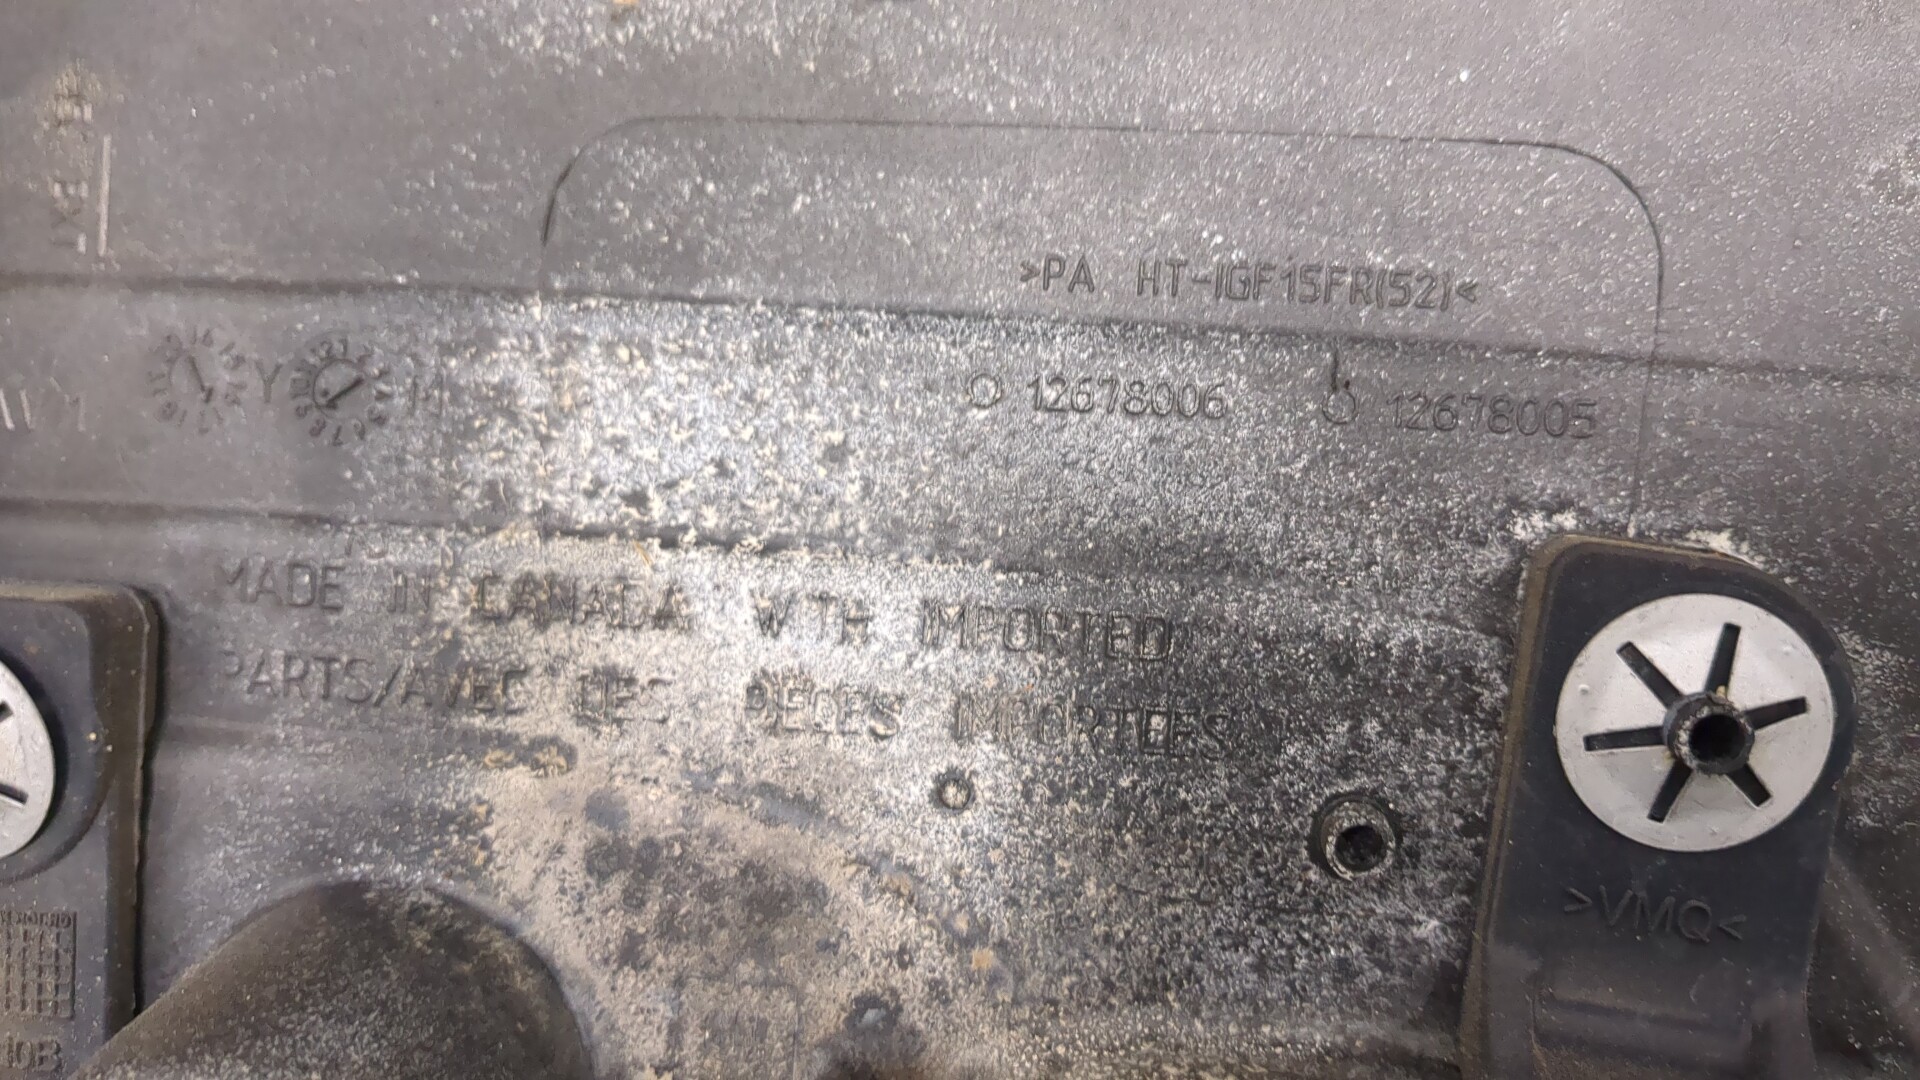 >PA HT-IGF15FR(52)<
12678006 12678005
MADE IN CANADA WITH IMPORTED
PARTS/AVEC DES PIECES IMPORTEES
>VMQ<